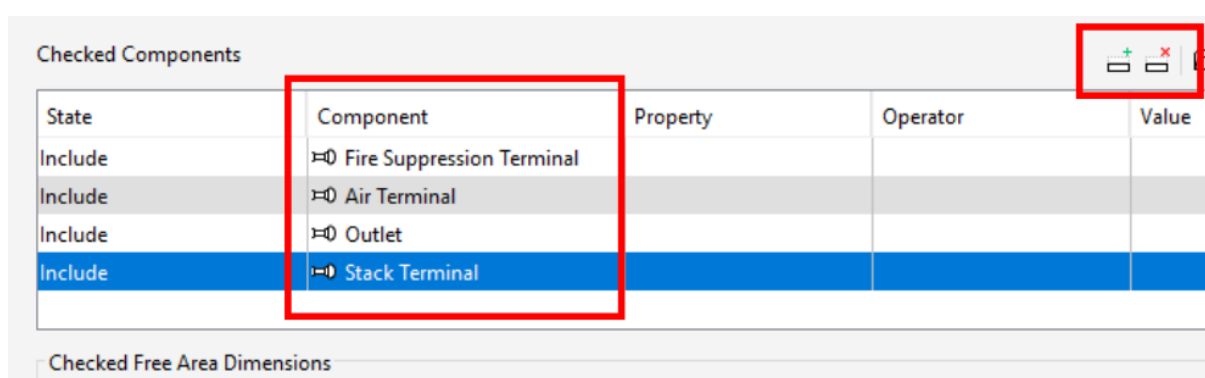 Checked Components
State Component Property Operator Value
Include Fire Suppression Terminal
Include Air Terminal
Include Outlet
Include Stack Terminal
Checked Free Area Dimensions